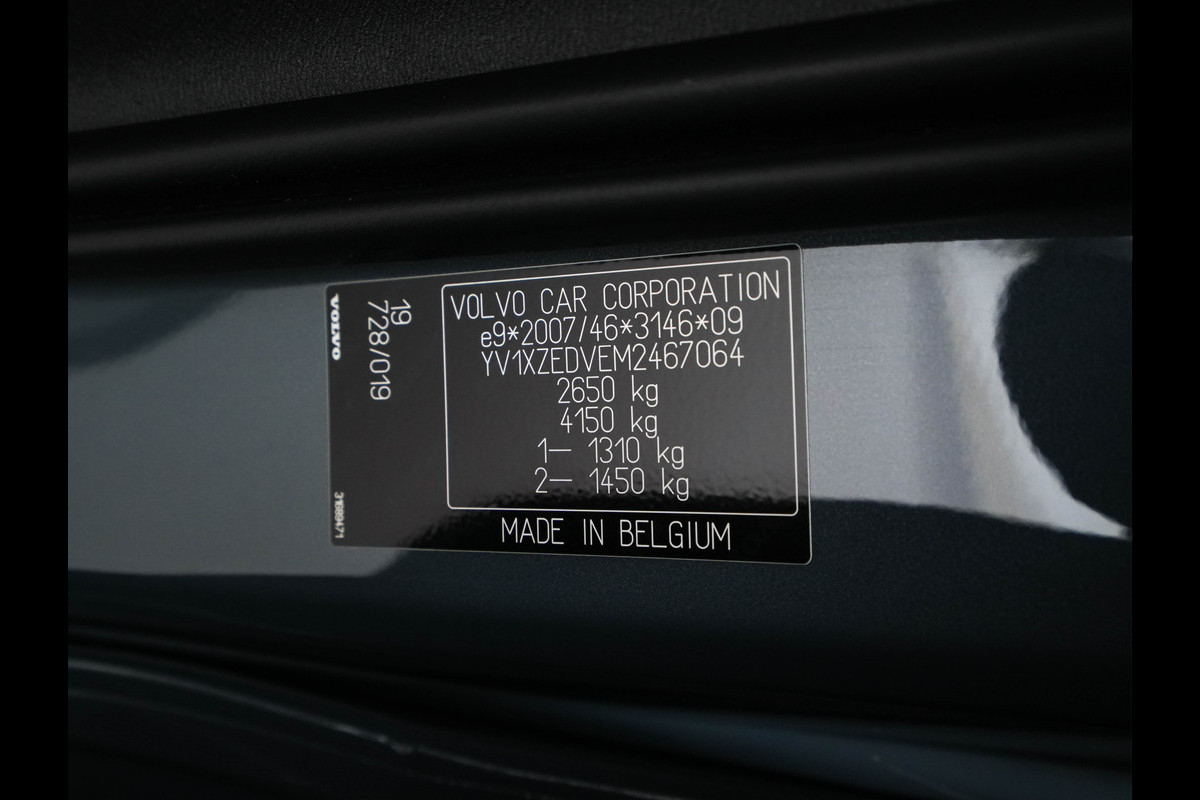 VOLVO
19
728/019
31689471
VOLVO CAR CORPORATION
e9*2007/46*3146*09
YV1XZEDVEM2467064
2650 kg
4150 kg
1— 1310 kg
2— 1450 kg
MADE IN BELGIUM